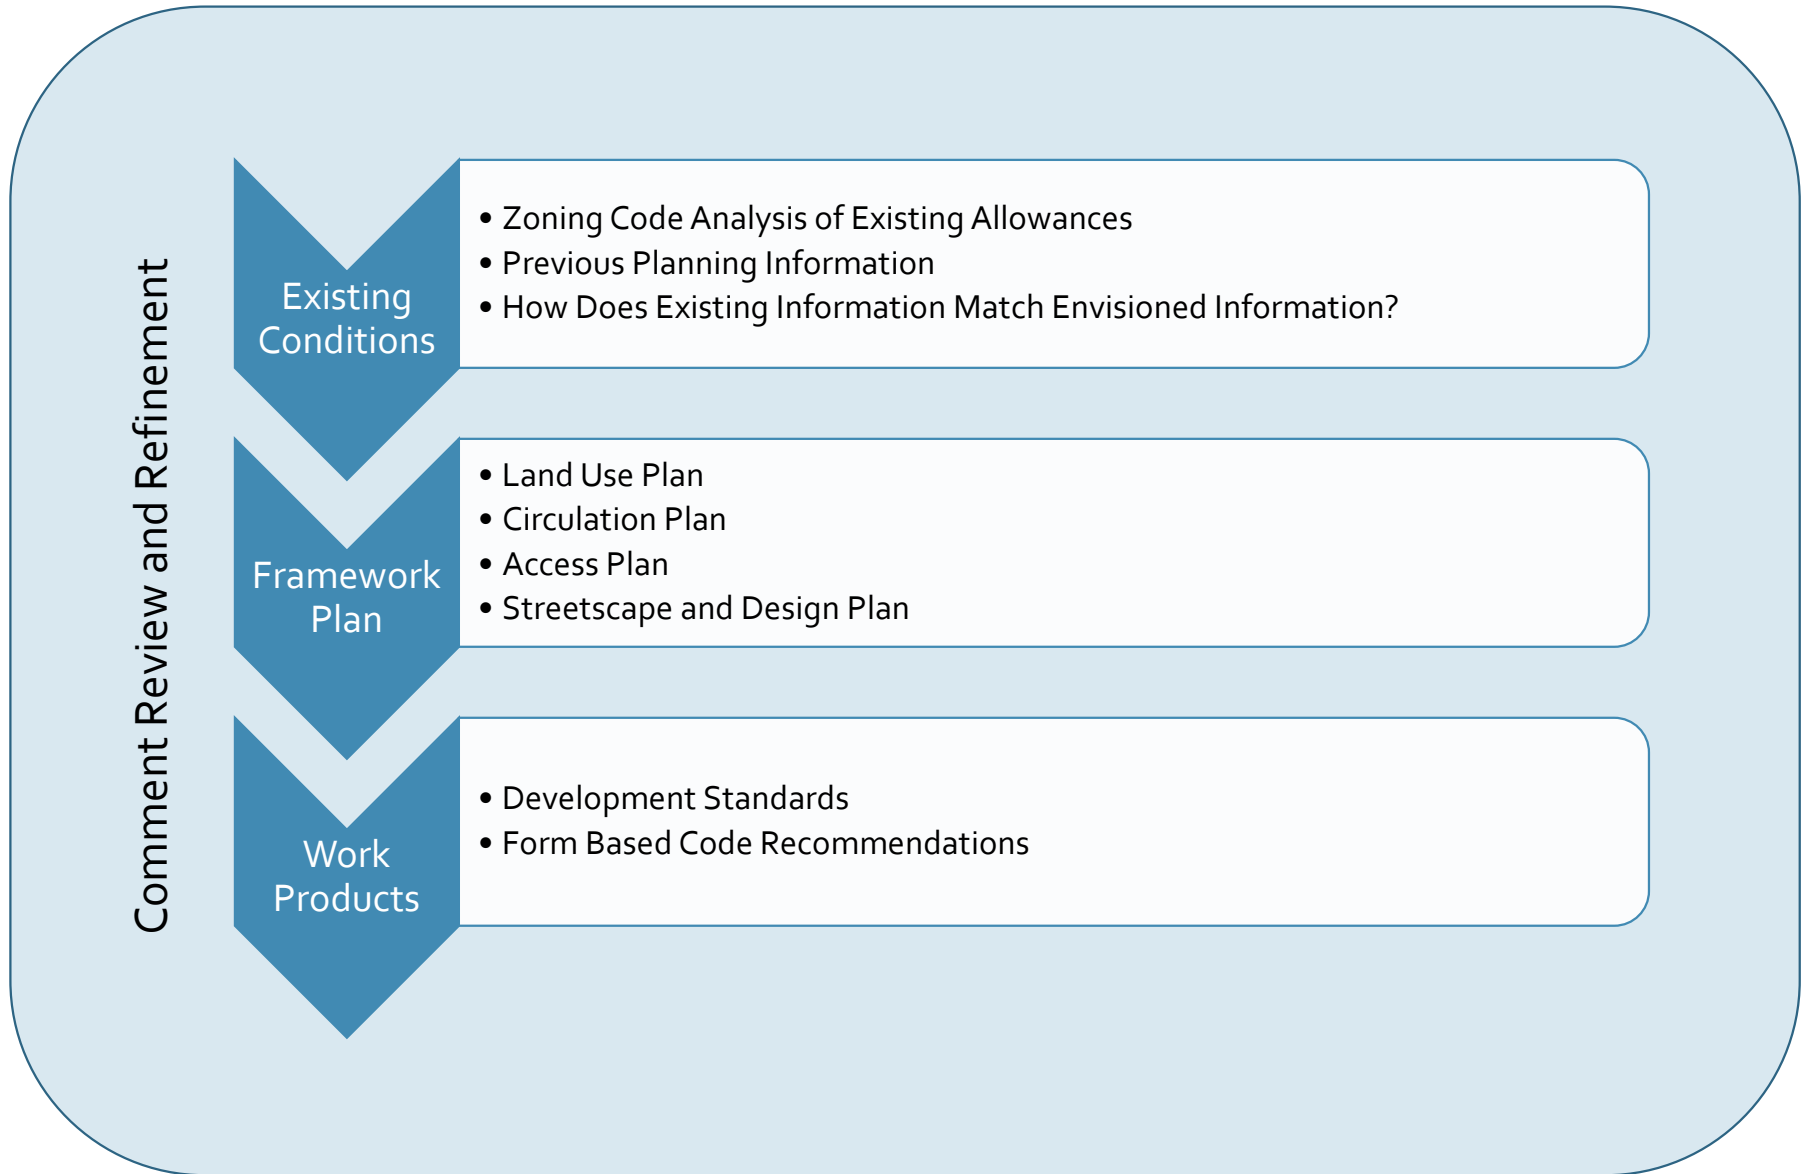 Comment Review and Refinement
Existing
Conditions
• Zoning Code Analysis of Existing Allowances
• Previous Planning Information
• How Does Existing Information Match Envisioned Information?
Framework
Plan
• Land Use Plan
• Circulation Plan
• Access Plan
• Streetscape and Design Plan
Work
Products
• Development Standards
• Form Based Code Recommendations